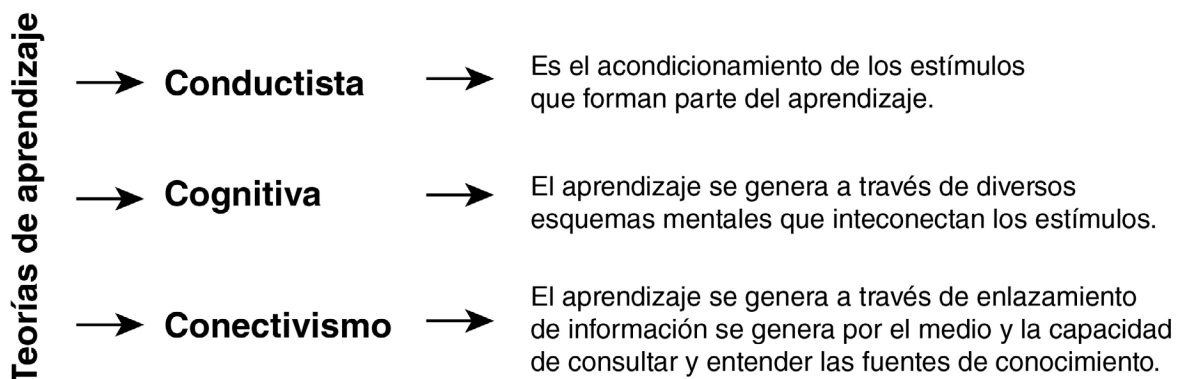 Teorías de aprendizaje
Conductista
Es el acondicionamiento de los estímulos
que forman parte del aprendizaje.
Cognitiva
El aprendizaje se genera a través de diversos
esquemas mentales que inteconectan los estímulos.
Conectivismo
El aprendizaje se genera a través de enlazamiento
de información se genera por el medio y la capacidad
de consultar y entender las fuentes de conocimiento.